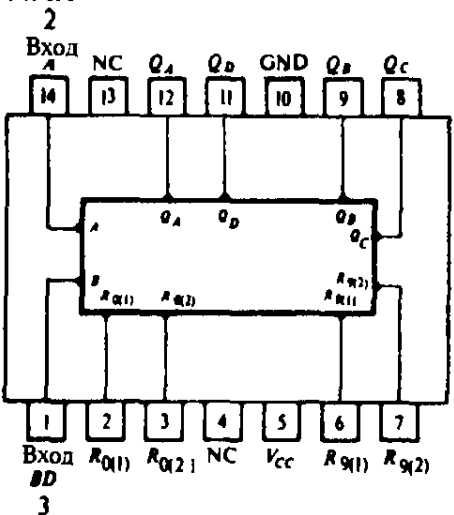 2
Вход
A NC Q_A Q_D GND Q_B Q_C
14 13 12 11 10 9 8
A Q_A Q_D Q_B
Q_C
B R_9(2)
R_0(1) R_0(2) R_9(1)
1 2 3 4 5 6 7
Вход R_0(1) R_0(2) NC V_CC R_9(1) R_9(2)
BD
3